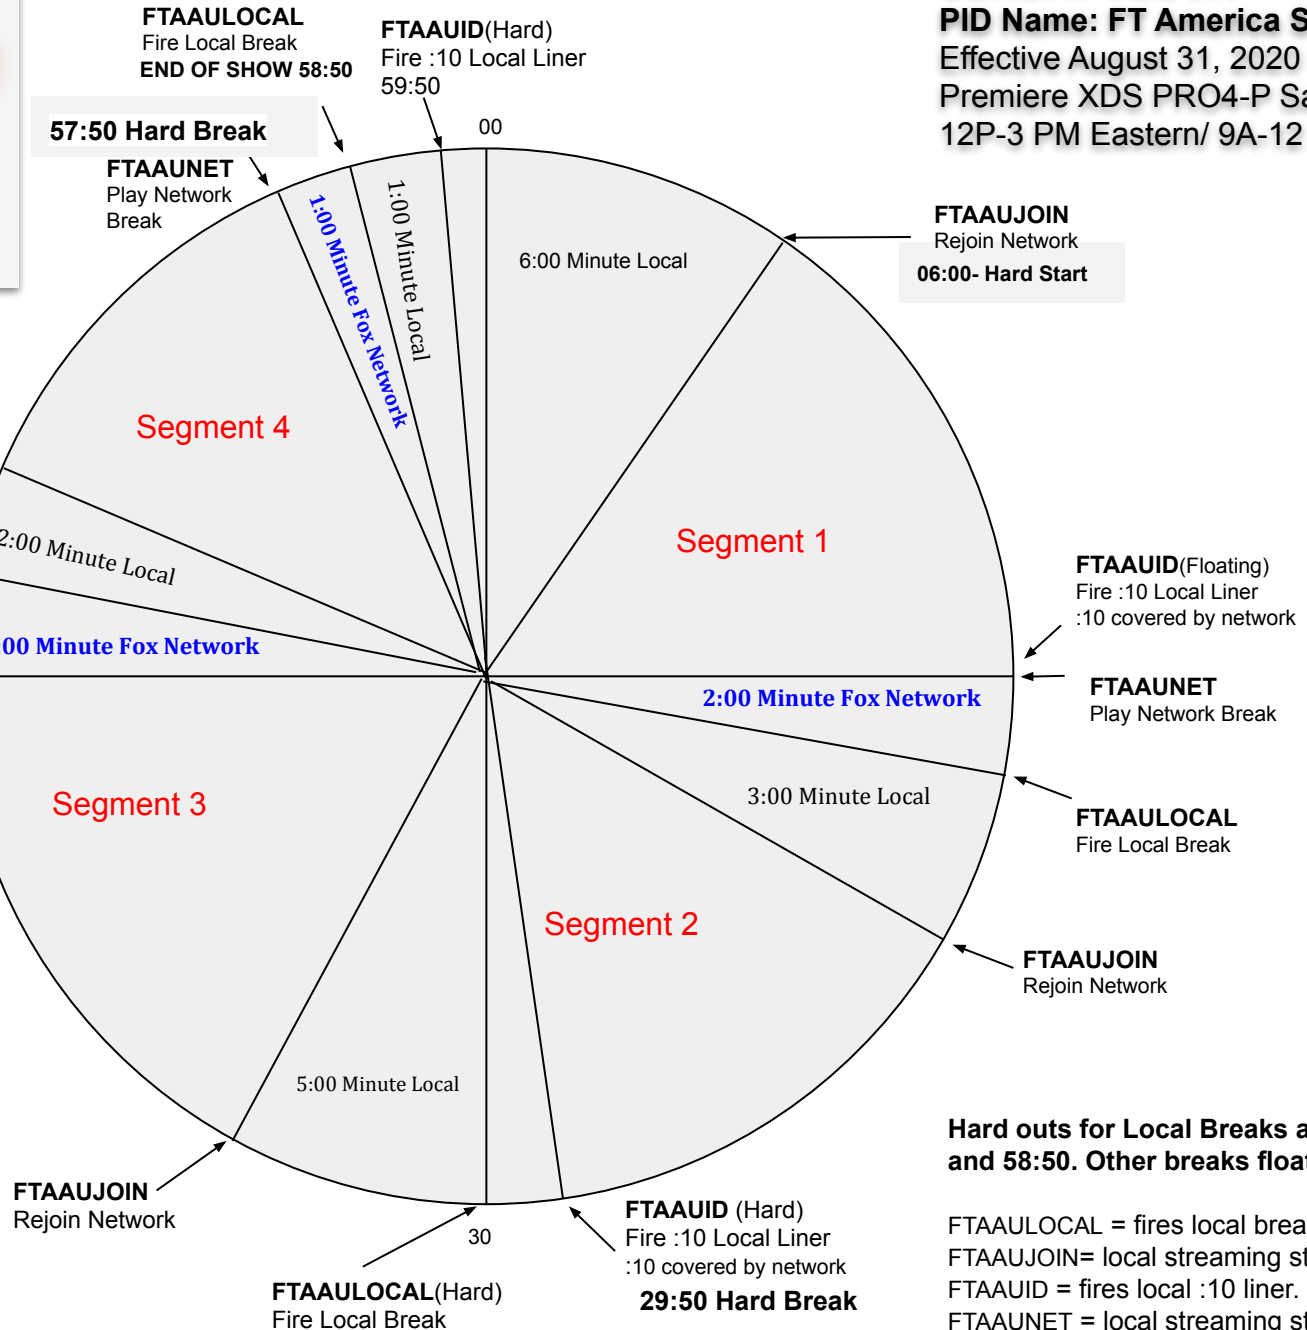 FTAAULOCAL
Fire Local Break
END OF SHOW 58:50
FTAAUID(Hard)
Fire :10 Local Liner
59:50
PID Name: FT America
Effective August 31, 2020
Premiere XDS PRO4-P
12P-3 PM Eastern/ 9A-12
57:50 Hard Break
FTAAUNET
Play Network
Break
00
1:00 Minute Fox Network
1:00 Minute Local
6:00 Minute Local
FTAAUJOIN
Rejoin Network
06:00- Hard Start
Segment 4
Segment 1
2:00 Minute Local
:00 Minute Fox Network
FTAAUID(Floating)
Fire :10 Local Liner
:10 covered by network
2:00 Minute Fox Network
FTAAUNET
Play Network Break
Segment 3
3:00 Minute Local
FTAAULOCAL
Fire Local Break
Segment 2
FTAAUJOIN
Rejoin Network
5:00 Minute Local
FTAAUJOIN
Rejoin Network
30
FTAAULOCAL(Hard)
Fire Local Break
FTAAUID (Hard)
Fire :10 Local Liner
:10 covered by network
29:50 Hard Break
Hard outs for Local Breaks
and 58:50. Other breaks
FTAAULOCAL = fires local
FTAAUJOIN= local streaming
FTAAUID = fires local :10 liner.
FTAAUNET = local streaming